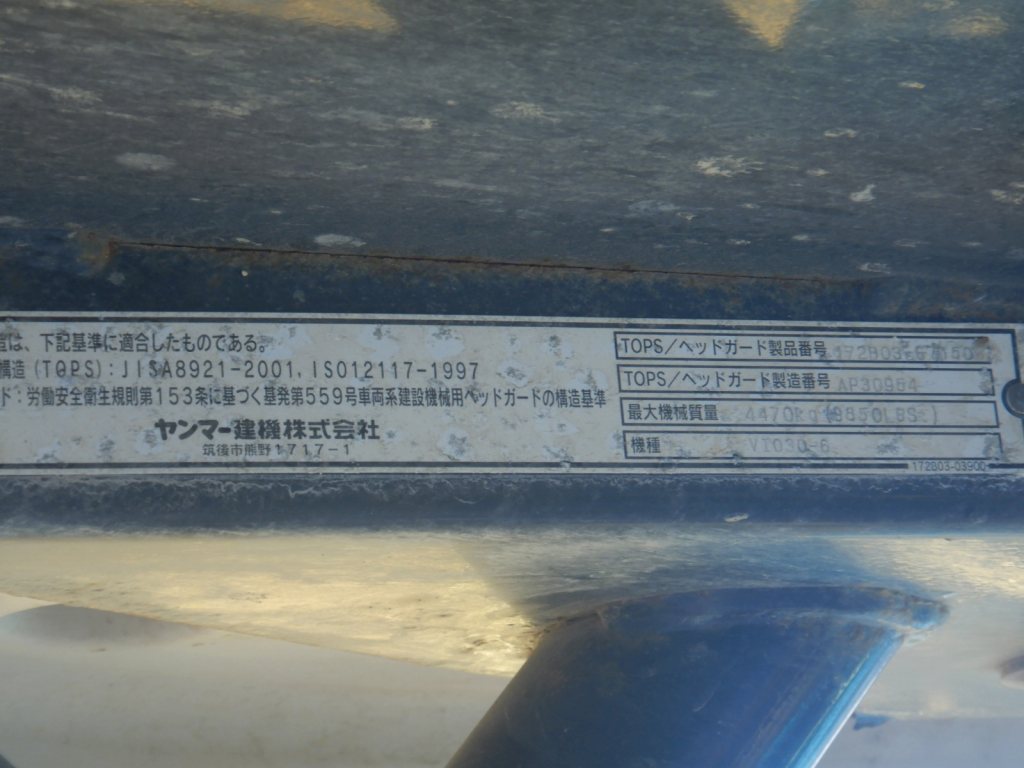 は、下記基準に適合したものである。
構造 (TOPS) : JISA8921-2001, ISO12117-1997
ド : 労働安全衛生規則第153条に基づく基発第559号車両系建設機械用ヘッドガードの構造基準
ヤンマー建機株式会社
筑後市熊野1717-1
TOPS/ヘッドガード製品番号
TOPS/ヘッドガード製造番号 AP30964
最大機械質量 4470kg (9850LBS.)
機種 VIO30-6
172B03-03900